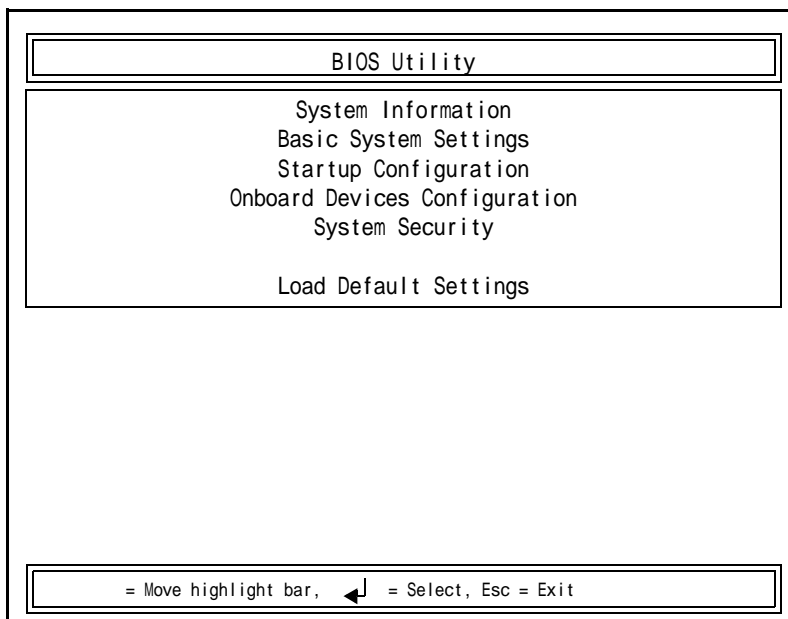 BIOS Utility
System Information
Basic System Settings
Startup Configuration
Onboard Devices Configuration
System Security
Load Default Settings
= Move highlight bar, ↵ = Select, Esc = Exit